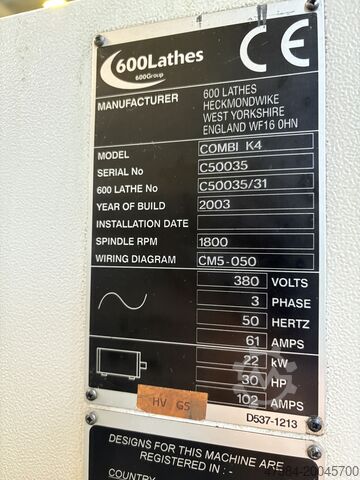 600Lathes
600Group
CE
MANUFACTURER
600 LATHES
HECKMONDWIKE
WEST YORKSHIRE
ENGLAND WF16 0HN
MODEL COMBI K4
SERIAL No C50035
600 LATHE No C50035/31
YEAR OF BUILD 2003
INSTALLATION DATE
SPINDLE RPM 1800
WIRING DIAGRAM CM5-050
380 VOLTS
3 PHASE
50 HERTZ
61 AMPS
22 kW
30 HP
102 AMPS
HV G5
D537-1213
DESIGNS FOR THIS MACHINE ARE
REGISTERED IN : -
COUNTRY